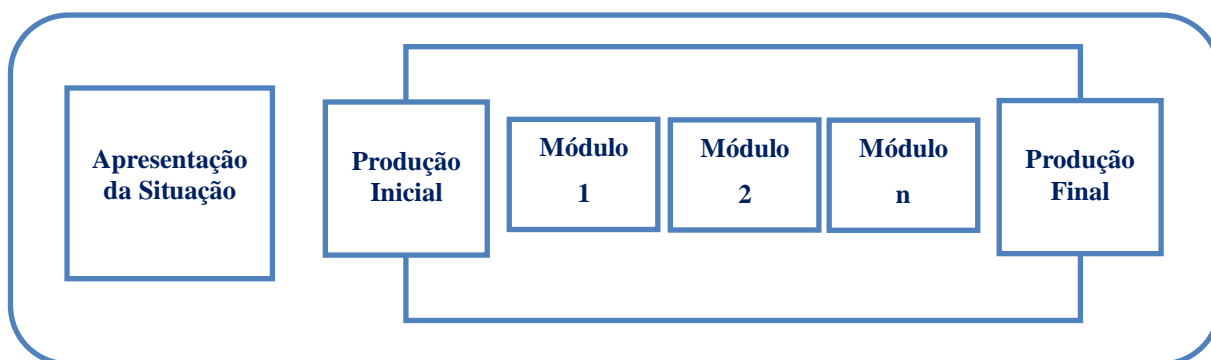 Apresentação
da Situação
Produção
Inicial
Módulo
1
Módulo
2
Módulo
n
Produção
Final